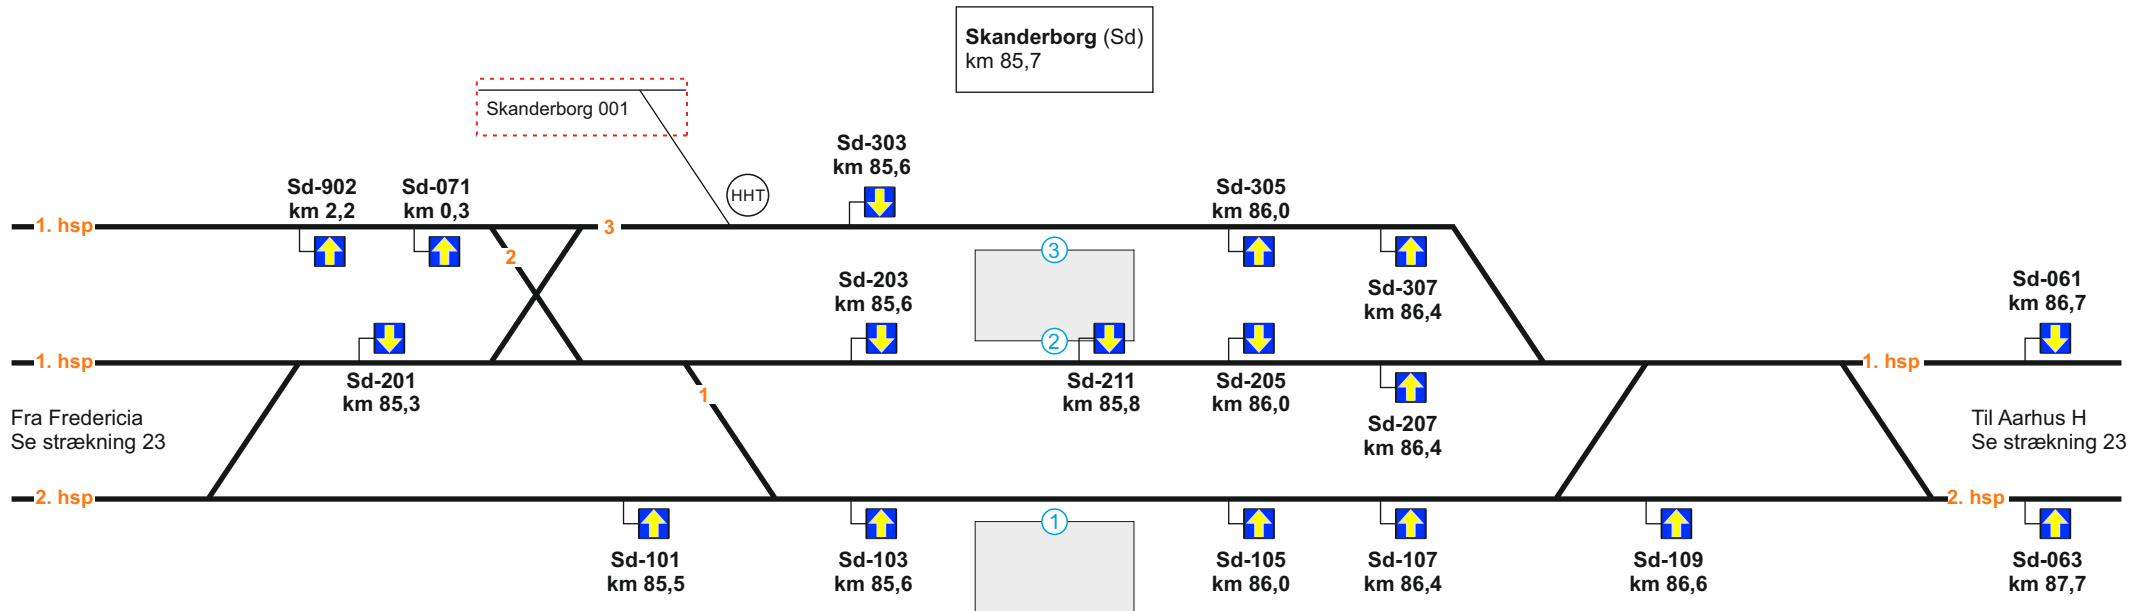 Skanderborg (Sd)
km 85,7
Skanderborg 001
HHT
Sd-303
km 85,6
Sd-902
km 2,2
Sd-071
km 0,3
Sd-305
km 86,0
1. hsp
3
2
3
Sd-203
km 85,6
Sd-307
km 86,4
Sd-061
km 86,7
2
1. hsp
1. hsp
Sd-201
km 85,3
1
Sd-211
km 85,8
Sd-205
km 86,0
Sd-207
km 86,4
Fra Fredericia
Se strækning 23
Til Aarhus H
Se strækning 23
2. hsp
2. hsp
1
Sd-101
km 85,5
Sd-103
km 85,6
Sd-105
km 86,0
Sd-107
km 86,4
Sd-109
km 86,6
Sd-063
km 87,7